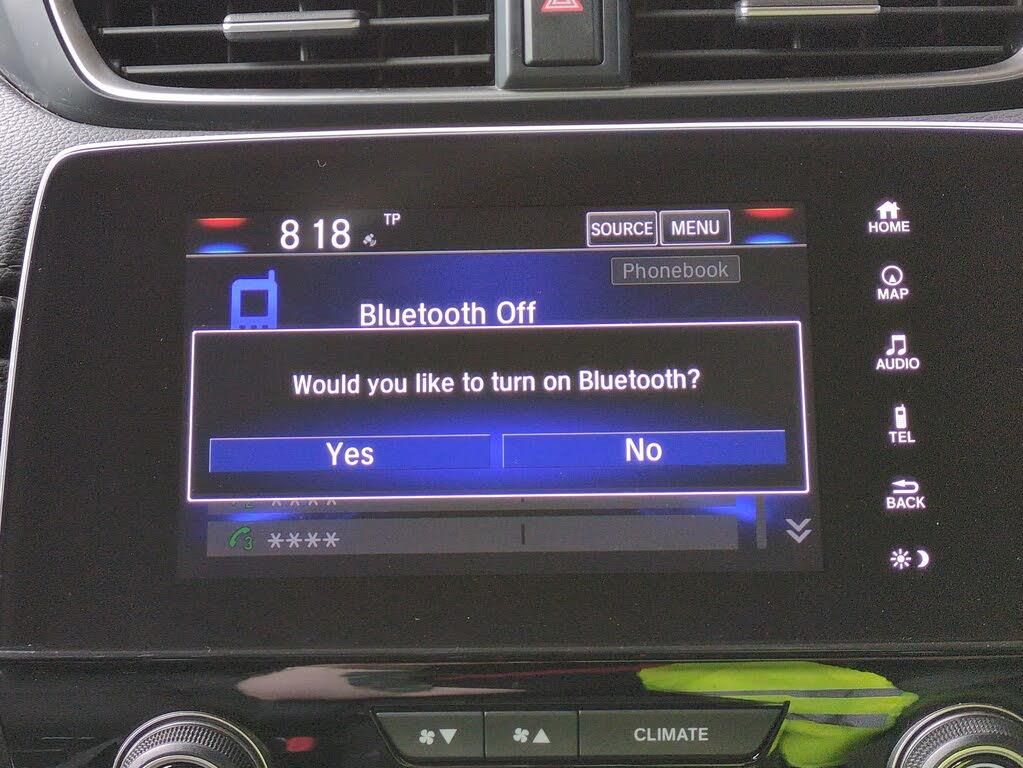 8 18 TP
SOURCE MENU
HOME
Phonebook
MAP
Bluetooth Off
AUDIO
Would you like to turn on Bluetooth?
TEL
Yes No
BACK
3 ****
CLIMATE